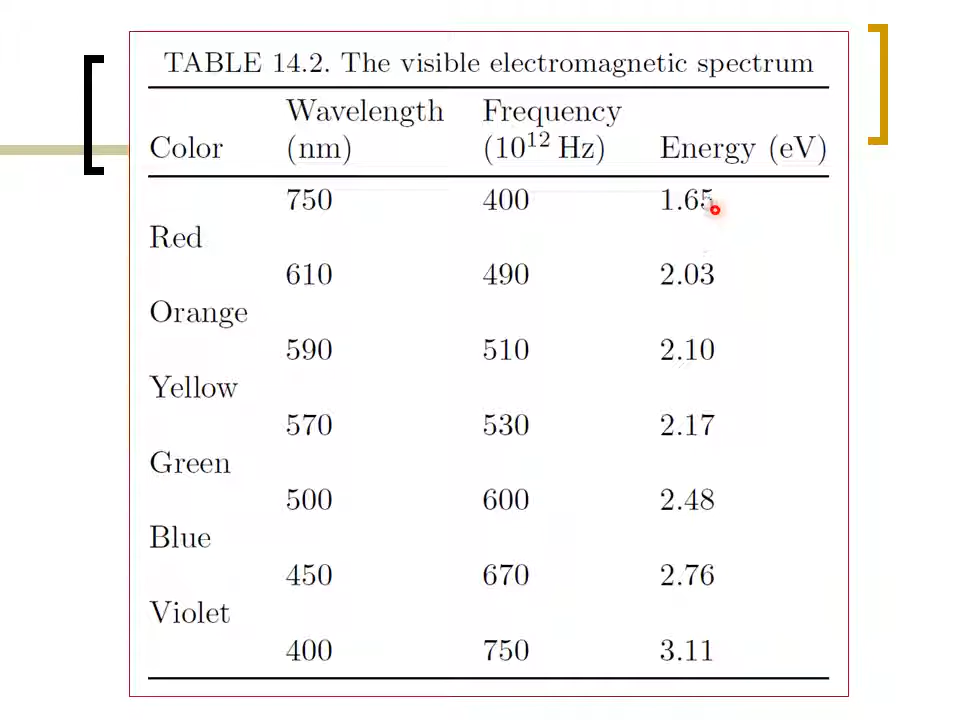 TABLE 14.2. The visible electromagnetic spectrum
Color Wavelength (nm) Frequency (10¹² Hz) Energy (eV)
750 400 1.65
Red
610 490 2.03
Orange
590 510 2.10
Yellow
570 530 2.17
Green
500 600 2.48
Blue
450 670 2.76
Violet
400 750 3.11